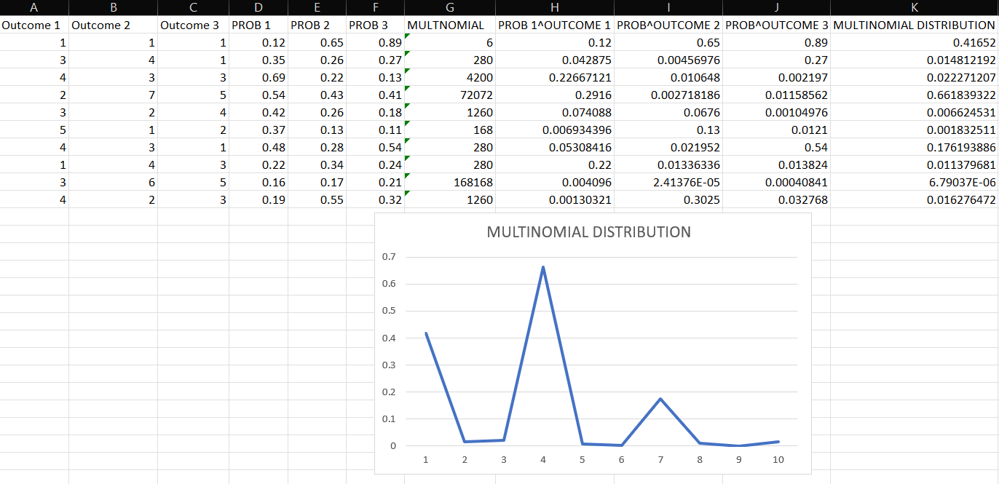 A B C D E F G H I J K
Outcome 1 Outcome 2 Outcome 3 PROB 1 PROB 2 PROB 3 MULTNOMIAL PROB 1^OUTCOME 1 PROB^OUTCOME 2 PROB^OUTCOME 3 MULTINOMIAL DISTRIBUTION
1 1 1 0.12 0.65 0.89 6 0.12 0.65 0.89 0.41652
3 4 1 0.35 0.26 0.27 280 0.042875 0.00456976 0.27 0.014812192
4 3 3 0.69 0.22 0.13 4200 0.22667121 0.010648 0.002197 0.022271207
2 7 5 0.54 0.43 0.41 72072 0.2916 0.002718186 0.01158562 0.661839322
3 2 4 0.42 0.26 0.18 1260 0.074088 0.0676 0.00104976 0.006624531
5 1 2 0.37 0.13 0.11 168 0.006934396 0.13 0.0121 0.001832511
4 3 1 0.48 0.28 0.54 280 0.05308416 0.021952 0.54 0.176193886
1 4 3 0.22 0.34 0.24 280 0.22 0.01336336 0.013824 0.011379681
3 6 5 0.16 0.17 0.21 168168 0.004096 2.41376E-05 0.00040841 6.79037E-06
4 2 3 0.19 0.55 0.32 1260 0.00130321 0.3025 0.032768 0.016276472
MULTINOMIAL DISTRIBUTION
0.7
0.6
0.5
0.4
0.3
0.2
0.1
0
1 2 3 4 5 6 7 8 9 10